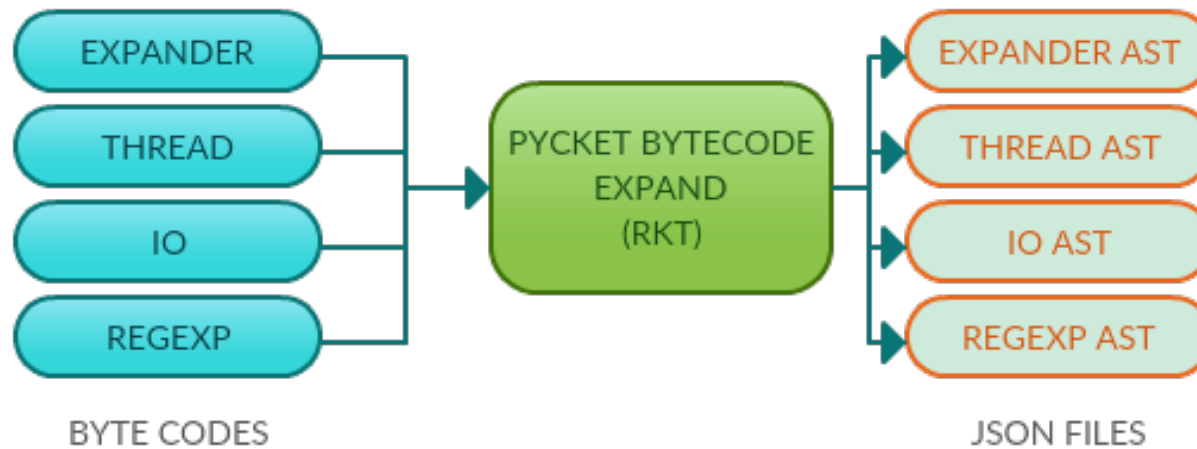 EXPANDER
THREAD
IO
REGEXP
BYTE CODES
PYCKET BYTECODE
EXPAND
(RKT)
EXPANDER AST
THREAD AST
IO AST
REGEXP AST
JSON FILES